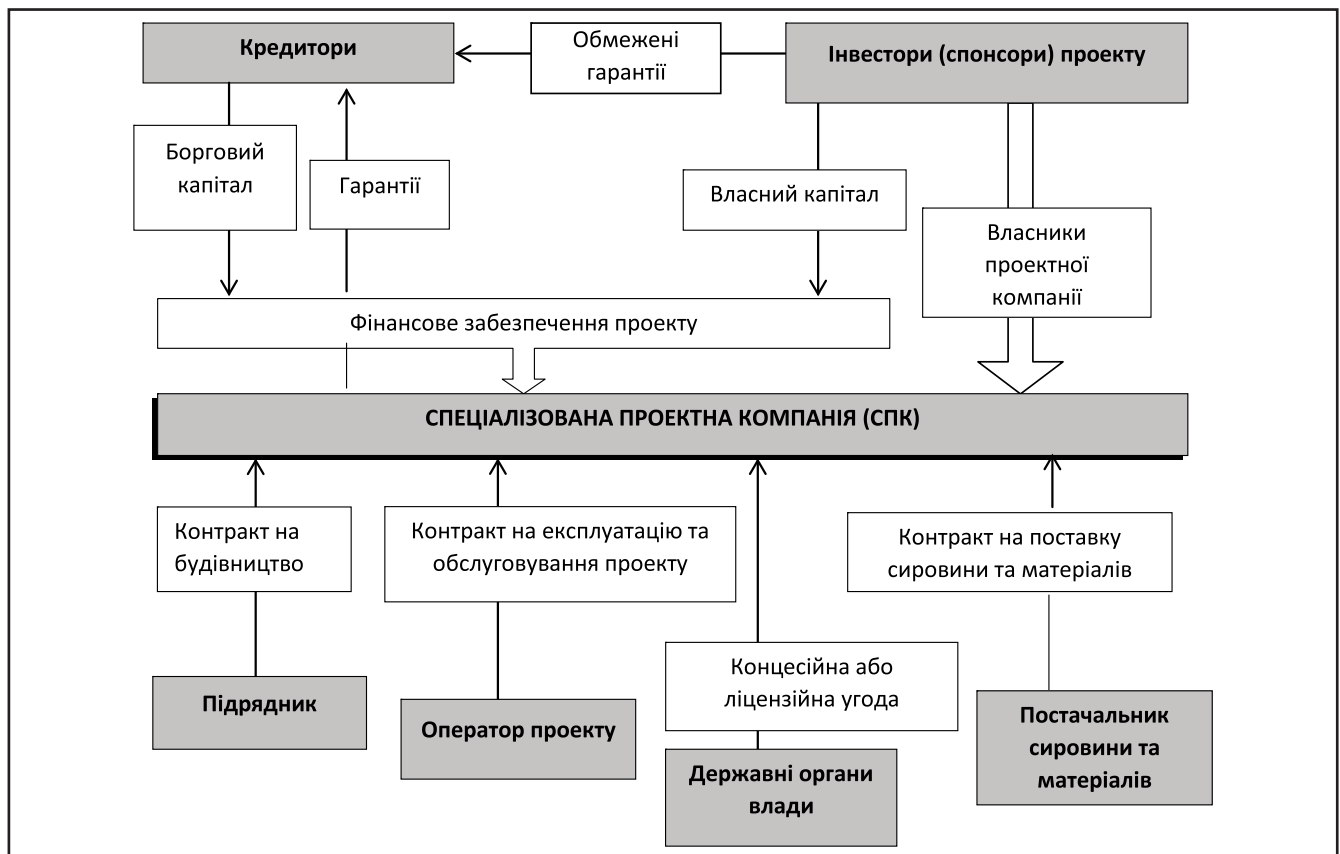 Кредитори
Обмежені
гарантії
Інвестори (спонсори) проекту
Борговий
капітал
Гарантії
Власний капітал
Власники
проектної
компанії
Фінансове забезпечення проекту
СПЕЦІАЛІЗОВАНА ПРОЕКТНА КОМПАНІЯ (СПК)
Контракт на
будівництво
Контракт на експлуатацію та
обслуговування проекту
Контракт на поставку
сировини та матеріалів
Концесійна або
ліцензійна угода
Підрядник
Оператор проекту
Державні органи
влади
Постачальник
сировини та
матеріалів